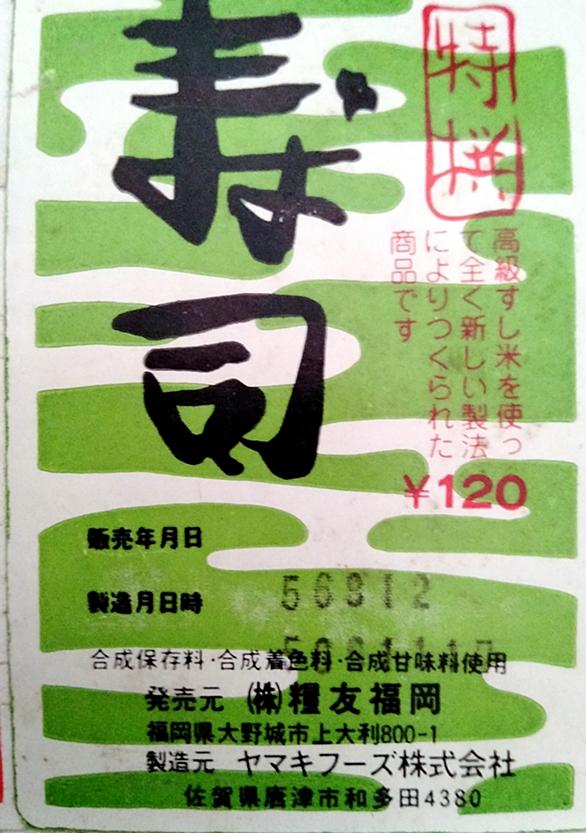 寿司
特撰
高級すし米を使っ
て全く新しい製法
によりつくられた
商品です
¥120
販売年月日
56812
製造月日時
合成保存料・合成着色料・合成甘味料使用
発売元 (株)糧友福岡
福岡県大野城市上大利800-1
製造元 ヤマキフーズ株式会社
佐賀県唐津市和多田4380